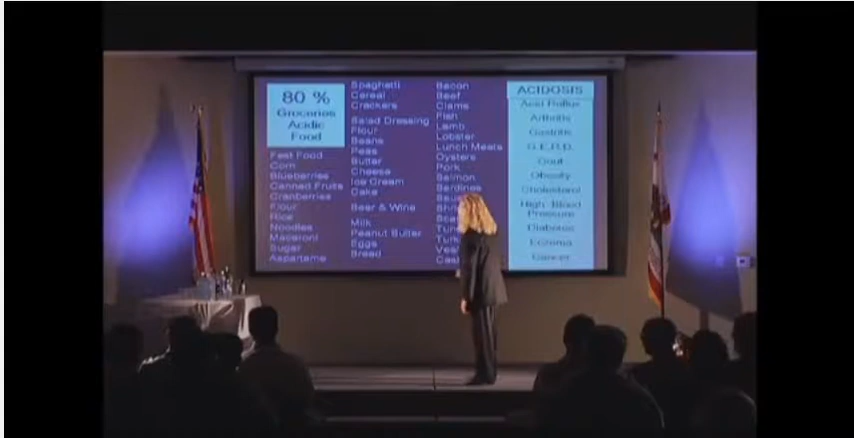 80 %
Groceries
Acidic
Food
Fast Food
Corn
Blueberries
Canned Fruits
Cranberries
Flour
Rice
Noodles
Macaroni
Sugar
Aspartame
Spaghetti
Cereal
Crackers
Salad Dressing
Flour
Beans
Peas
Butter
Cheese
Ice Cream
Cake
Beer & Wine
Milk
Peanut Butter
Eggs
Bread
Bacon
Beef
Clams
Fish
Lamb
Lobster
Lunch Meats
Oysters
Pork
Salmon
Sardines
ACIDOSIS
Acid Reflux
Arthritis
Gastritis
G.E.R.D.
Gout
Obesity
Cholesterol
High Blood
Pressure
Diabetes
Eczema
Cancer